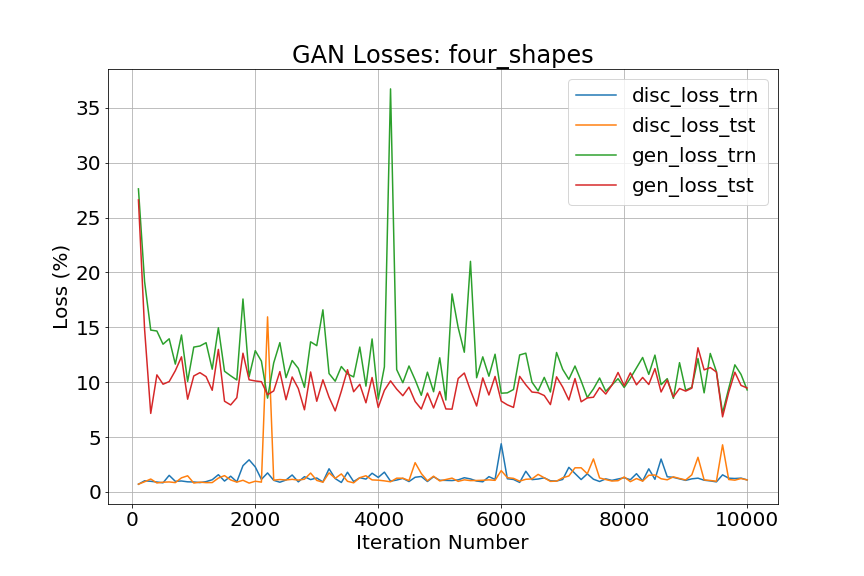 GAN Losses: four_shapes
disc_loss_trn
disc_loss_tst
gen_loss_trn
gen_loss_tst
Loss (%)
35
30
25
20
15
10
5
0
0 2000 4000 6000 8000 10000
Iteration Number